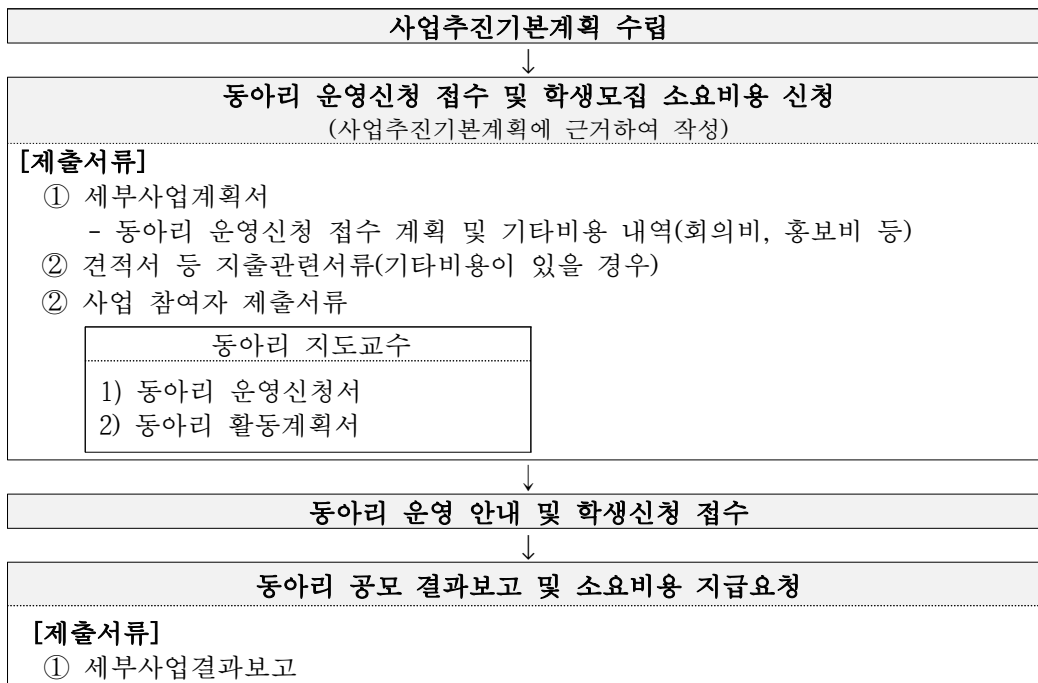 사업추진기본계획 수립
↓
동아리 운영신청 접수 및 학생모집 소요비용 신청
(사업추진기본계획에 근거하여 작성)
[제출서류]
① 세부사업계획서
- 동아리 운영신청 접수 계획 및 기타비용 내역(회의비, 홍보비 등)
② 견적서 등 지출관련서류(기타비용이 있을 경우)
② 사업 참여자 제출서류
동아리 지도교수
1) 동아리 운영신청서
2) 동아리 활동계획서
↓
동아리 운영 안내 및 학생신청 접수
↓
동아리 공모 결과보고 및 소요비용 지급요청
[제출서류]
① 세부사업결과보고